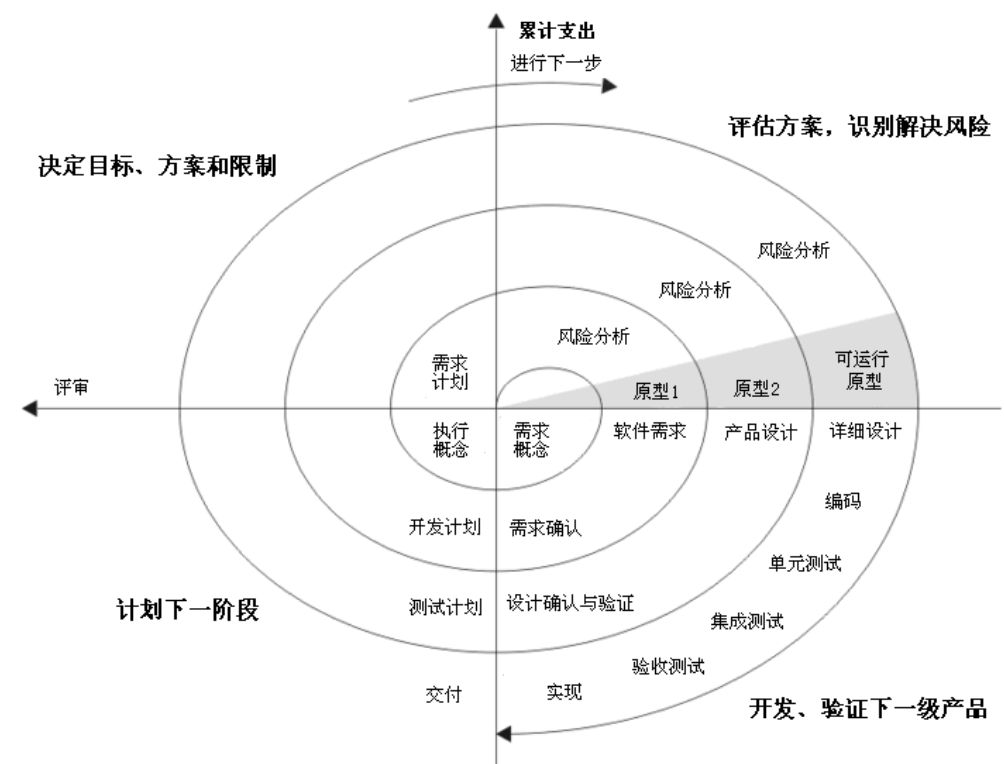 累计支出
进行下一步
评估方案，识别解决风险
决定目标、方案和限制
风险分析
风险分析
风险分析
需求
计划
可运行
原型
原型1
原型2
评审
执行
概念
需求
概念
软件需求
产品设计
详细设计
编码
开发计划
需求确认
单元测试
计划下一阶段
测试计划
设计确认与验证
集成测试
验收测试
交付
实现
开发、验证下一级产品